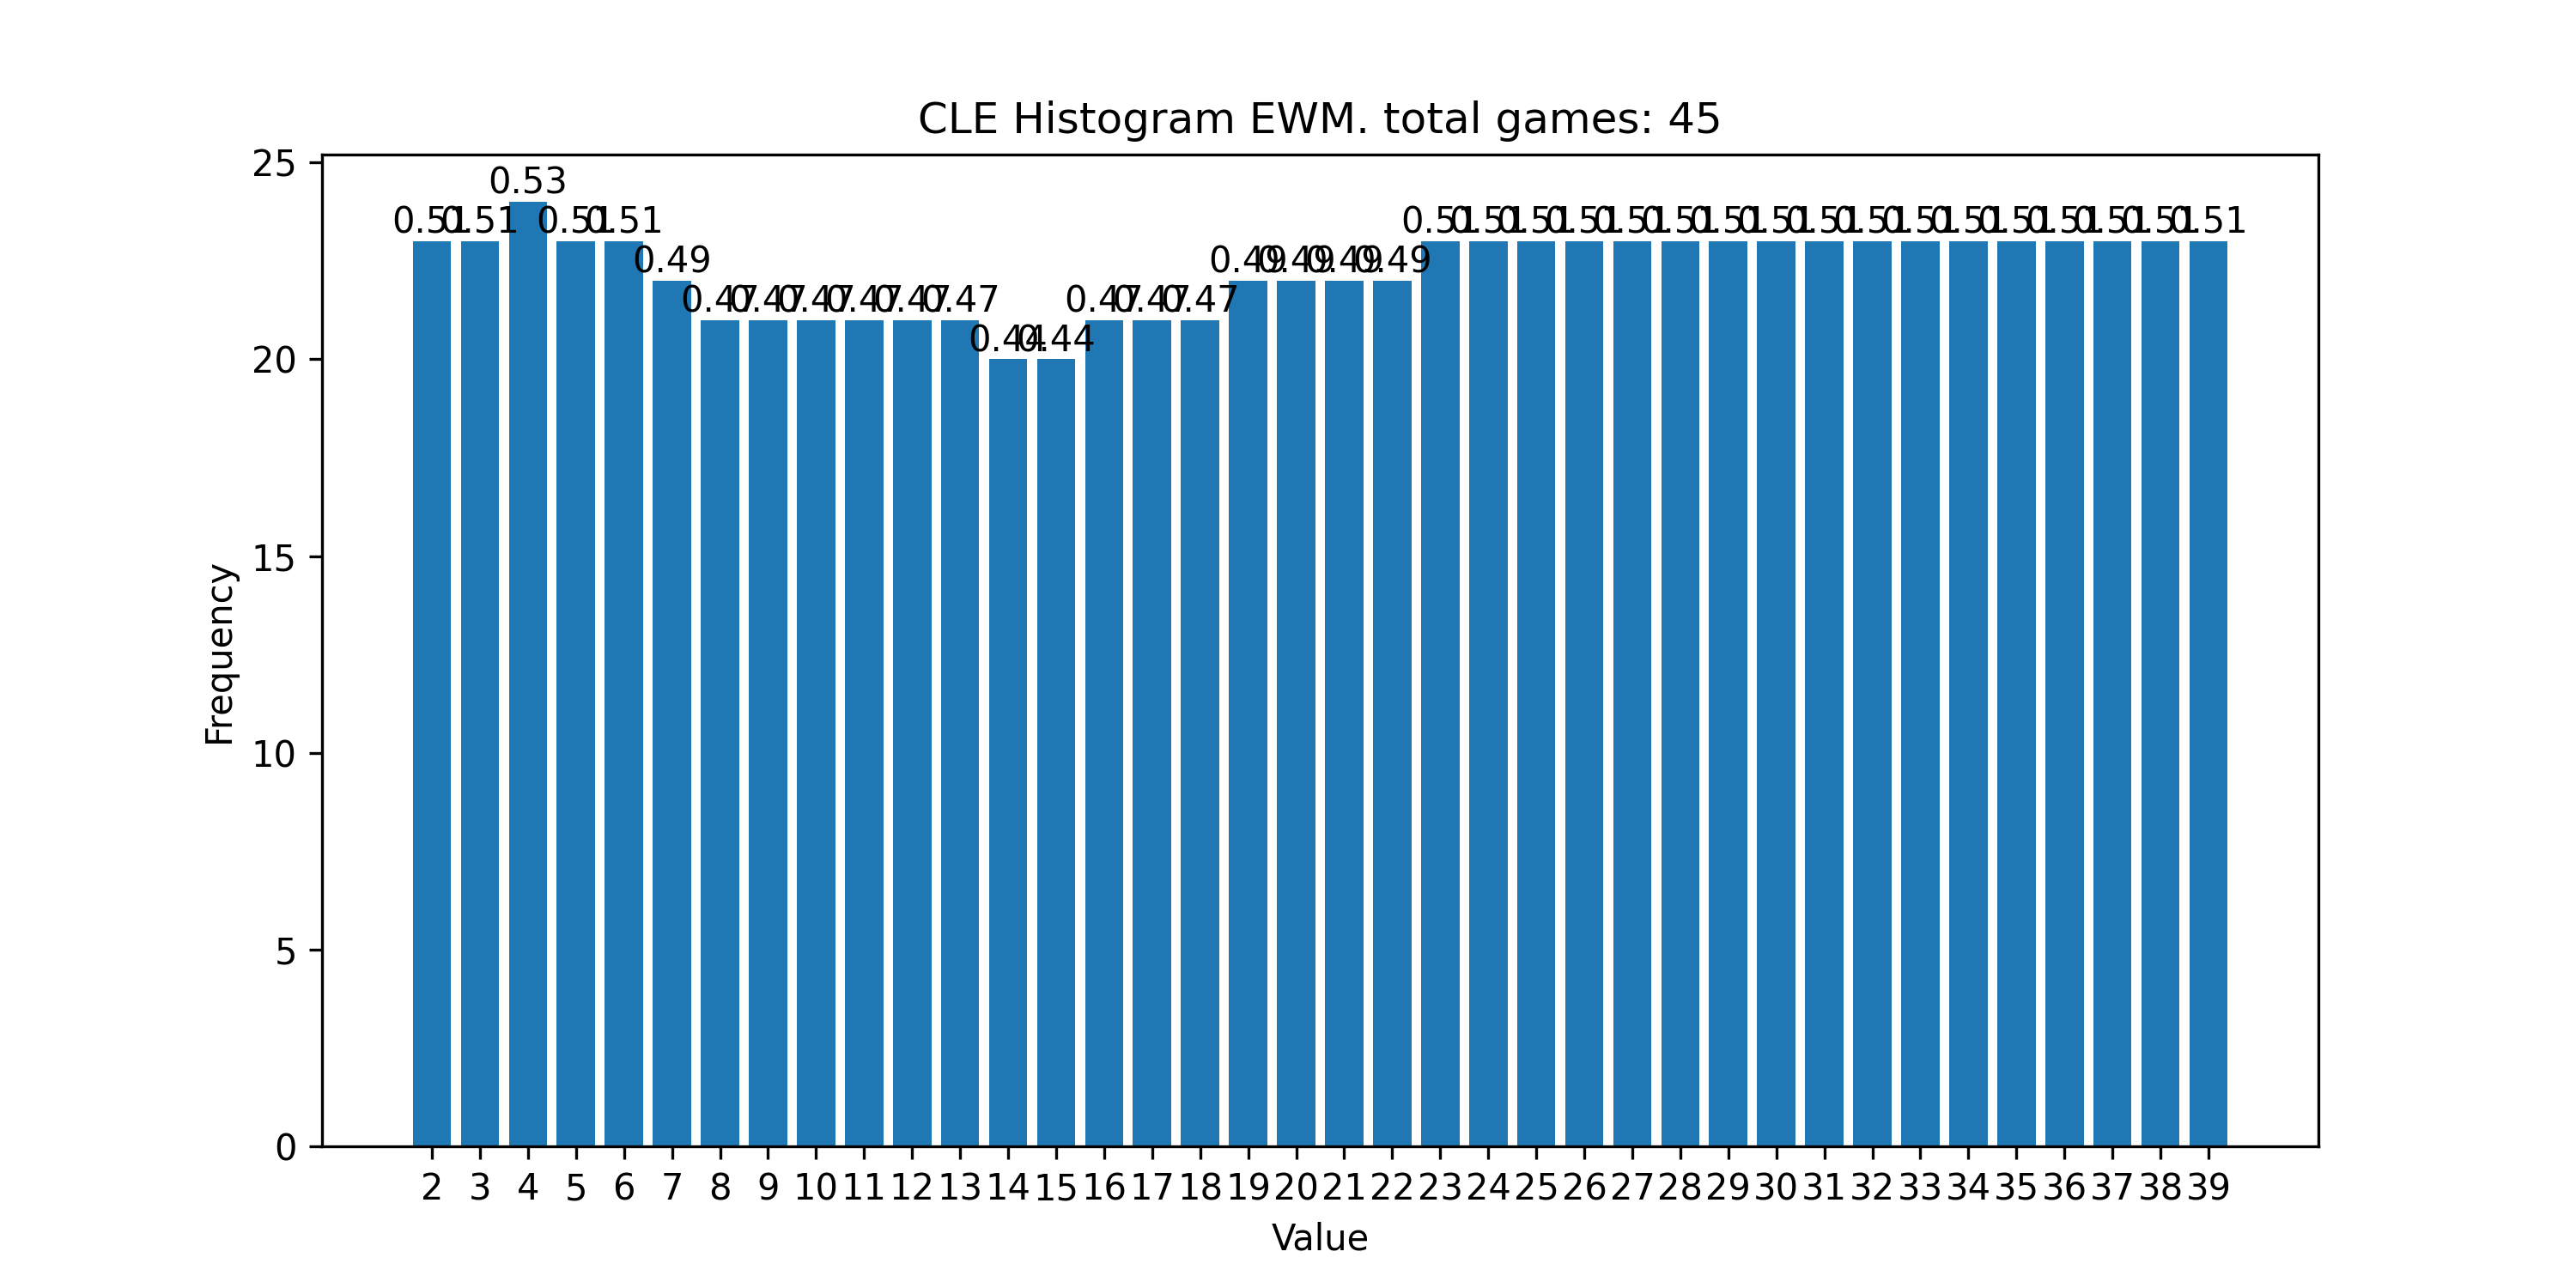 CLE Histogram EWM. total games: 45
25
20
15
10
5
0
Frequency
0.51 0.51 0.53 0.51 0.51 0.49 0.47 0.47 0.47 0.47 0.47 0.47 0.44 0.44 0.47 0.47 0.47 0.49 0.49 0.49 0.49 0.51 0.51 0.51 0.51 0.51 0.51 0.51 0.51 0.51 0.51 0.51 0.51 0.51 0.51 0.51 0.51 0.51
2 3 4 5 6 7 8 9 10 11 12 13 14 15 16 17 18 19 20 21 22 23 24 25 26 27 28 29 30 31 32 33 34 35 36 37 38 39
Value